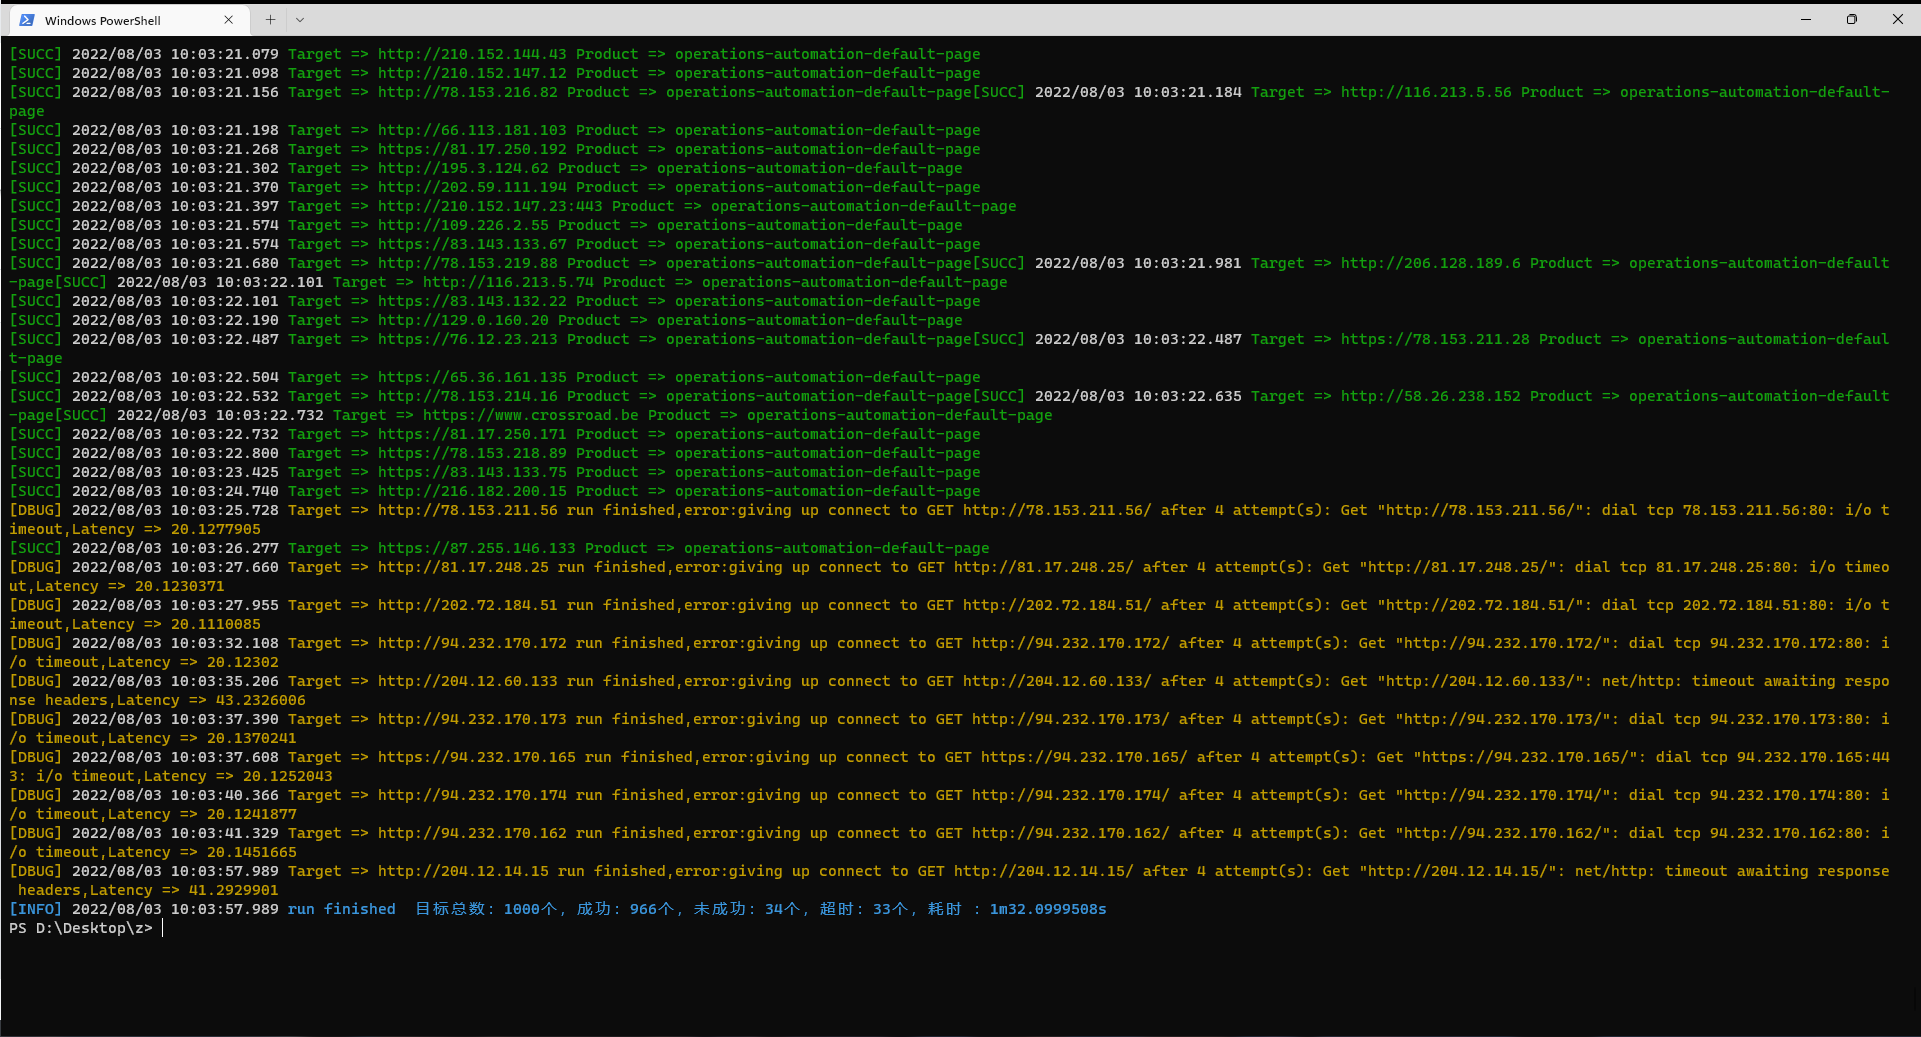 Windows PowerShell
[SUCC] 2022/08/03 10:03:21.079 Target => http://210.152.144.43 Product => operations-automation-default-page
[SUCC] 2022/08/03 10:03:21.098 Target => http://210.152.147.12 Product => operations-automation-default-page
[SUCC] 2022/08/03 10:03:21.156 Target => http://78.153.216.82 Product => operations-automation-default-page[SUCC] 2022/08/03 10:03:21.184 Target => http://116.213.5.56 Product => operations-automation-default-
page
[SUCC] 2022/08/03 10:03:21.198 Target => http://66.113.181.103 Product => operations-automation-default-page
[SUCC] 2022/08/03 10:03:21.268 Target => https://81.17.250.192 Product => operations-automation-default-page
[SUCC] 2022/08/03 10:03:21.302 Target => http://195.3.124.62 Product => operations-automation-default-page
[SUCC] 2022/08/03 10:03:21.370 Target => http://202.59.111.194 Product => operations-automation-default-page
[SUCC] 2022/08/03 10:03:21.397 Target => http://210.152.147.23:443 Product => operations-automation-default-page
[SUCC] 2022/08/03 10:03:21.574 Target => http://109.226.2.55 Product => operations-automation-default-page
[SUCC] 2022/08/03 10:03:21.574 Target => https://83.143.133.67 Product => operations-automation-default-page
[SUCC] 2022/08/03 10:03:21.680 Target => http://78.153.219.88 Product => operations-automation-default-page[SUCC] 2022/08/03 10:03:21.981 Target => http://206.128.189.6 Product => operations-automation-default
-page[SUCC] 2022/08/03 10:03:22.101 Target => http://116.213.5.74 Product => operations-automation-default-page
[SUCC] 2022/08/03 10:03:22.101 Target => https://83.143.132.22 Product => operations-automation-default-page
[SUCC] 2022/08/03 10:03:22.190 Target => http://129.0.160.20 Product => operations-automation-default-page
[SUCC] 2022/08/03 10:03:22.487 Target => https://76.12.23.213 Product => operations-automation-default-page[SUCC] 2022/08/03 10:03:22.487 Target => https://78.153.211.28 Product => operations-automation-defaul
t-page
[SUCC] 2022/08/03 10:03:22.504 Target => https://65.36.161.135 Product => operations-automation-default-page
[SUCC] 2022/08/03 10:03:22.532 Target => http://78.153.214.16 Product => operations-automation-default-page[SUCC] 2022/08/03 10:03:22.635 Target => http://58.26.238.152 Product => operations-automation-default
-page[SUCC] 2022/08/03 10:03:22.732 Target => https://www.crossroad.be Product => operations-automation-default-page
[SUCC] 2022/08/03 10:03:22.732 Target => https://81.17.250.171 Product => operations-automation-default-page
[SUCC] 2022/08/03 10:03:22.800 Target => https://78.153.218.89 Product => operations-automation-default-page
[SUCC] 2022/08/03 10:03:23.425 Target => https://83.143.133.75 Product => operations-automation-default-page
[SUCC] 2022/08/03 10:03:24.740 Target => http://216.182.200.15 Product => operations-automation-default-page
[DBUG] 2022/08/03 10:03:25.728 Target => http://78.153.211.56 run finished,error:giving up connect to GET http://78.153.211.56/ after 4 attempt(s): Get "http://78.153.211.56/": dial tcp 78.153.211.56:80: i/o t
imeout,Latency => 20.1277905
[SUCC] 2022/08/03 10:03:26.277 Target => https://87.255.146.133 Product => operations-automation-default-page
[DBUG] 2022/08/03 10:03:27.660 Target => http://81.17.248.25 run finished,error:giving up connect to GET http://81.17.248.25/ after 4 attempt(s): Get "http://81.17.248.25/": dial tcp 81.17.248.25:80: i/o timeo
ut,Latency => 20.1230371
[DBUG] 2022/08/03 10:03:27.955 Target => http://202.72.184.51 run finished,error:giving up connect to GET http://202.72.184.51/ after 4 attempt(s): Get "http://202.72.184.51/": dial tcp 202.72.184.51:80: i/o t
imeout,Latency => 20.1110085
[DBUG] 2022/08/03 10:03:32.108 Target => http://94.232.170.172 run finished,error:giving up connect to GET http://94.232.170.172/ after 4 attempt(s): Get "http://94.232.170.172/": dial tcp 94.232.170.172:80: i
/o timeout,Latency => 20.12302
[DBUG] 2022/08/03 10:03:35.206 Target => http://204.12.60.133 run finished,error:giving up connect to GET http://204.12.60.133/ after 4 attempt(s): Get "http://204.12.60.133/": net/http: timeout awaiting respo
nse headers,Latency => 43.2326006
[DBUG] 2022/08/03 10:03:37.390 Target => http://94.232.170.173 run finished,error:giving up connect to GET http://94.232.170.173/ after 4 attempt(s): Get "http://94.232.170.173/": dial tcp 94.232.170.173:80: i
/o timeout,Latency => 20.1370241
[DBUG] 2022/08/03 10:03:37.608 Target => https://94.232.170.165 run finished,error:giving up connect to GET https://94.232.170.165/ after 4 attempt(s): Get "https://94.232.170.165/": dial tcp 94.232.170.165:44
3: i/o timeout,Latency => 20.1252043
[DBUG] 2022/08/03 10:03:40.366 Target => http://94.232.170.174 run finished,error:giving up connect to GET http://94.232.170.174/ after 4 attempt(s): Get "http://94.232.170.174/": dial tcp 94.232.170.174:80: i
/o timeout,Latency => 20.1241877
[DBUG] 2022/08/03 10:03:41.329 Target => http://94.232.170.162 run finished,error:giving up connect to GET http://94.232.170.162/ after 4 attempt(s): Get "http://94.232.170.162/": dial tcp 94.232.170.162:80: i
/o timeout,Latency => 20.1451665
[DBUG] 2022/08/03 10:03:57.989 Target => http://204.12.14.15 run finished,error:giving up connect to GET http://204.12.14.15/ after 4 attempt(s): Get "http://204.12.14.15/": net/http: timeout awaiting response
 headers,Latency => 41.2929901
[INFO] 2022/08/03 10:03:57.989 run finished  目标总数: 1000个, 成功: 966个, 未成功: 34个, 超时: 33个, 耗时 : 1m32.0999508s
PS D:\Desktop\z>